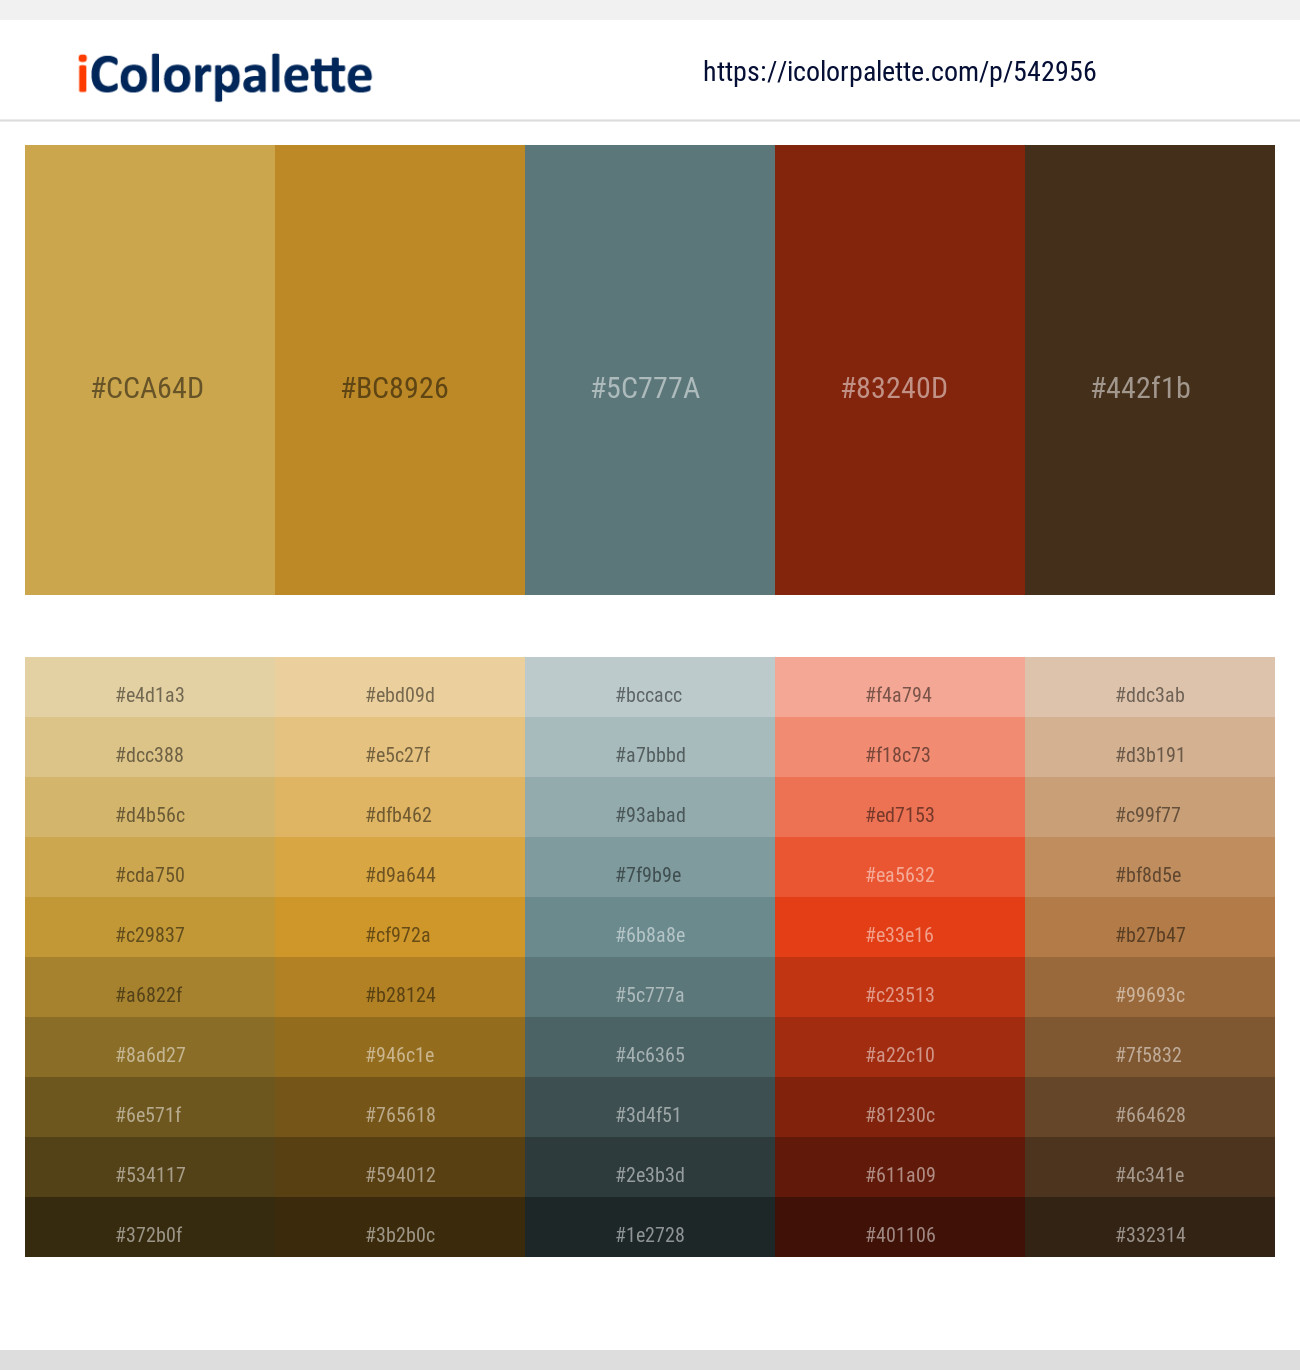 iColorpalette
https://icolorpalette.com/p/542956
#CCA64D #BC8926 #5C777A #83240D #442f1b
#e4d1a3 #ebd09d #bccacc #f4a794 #ddc3ab
#dcc388 #e5c27f #a7bbbd #f18c73 #d3b191
#d4b56c #dfb462 #93abad #ed7153 #c99f77
#cda750 #d9a644 #7f9b9e #ea5632 #bf8d5e
#c29837 #cf972a #6b8a8e #e33e16 #b27b47
#a6822f #b28124 #5c777a #c23513 #99693c
#8a6d27 #946c1e #4c6365 #a22c10 #7f5832
#6e571f #765618 #3d4f51 #81230c #664628
#534117 #594012 #2e3b3d #611a09 #4c341e
#372b0f #3b2b0c #1e2728 #401106 #332314